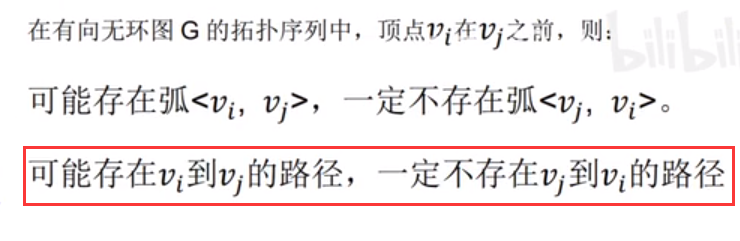 在有向无环图 G 的拓扑序列中，顶点vᵢ在vⱼ之前，则：
bilibili
可能存在弧<vᵢ, vⱼ>，一定不存在弧<vⱼ, vᵢ>。
可能存在vᵢ到vⱼ的路径，一定不存在vⱼ到vᵢ的路径